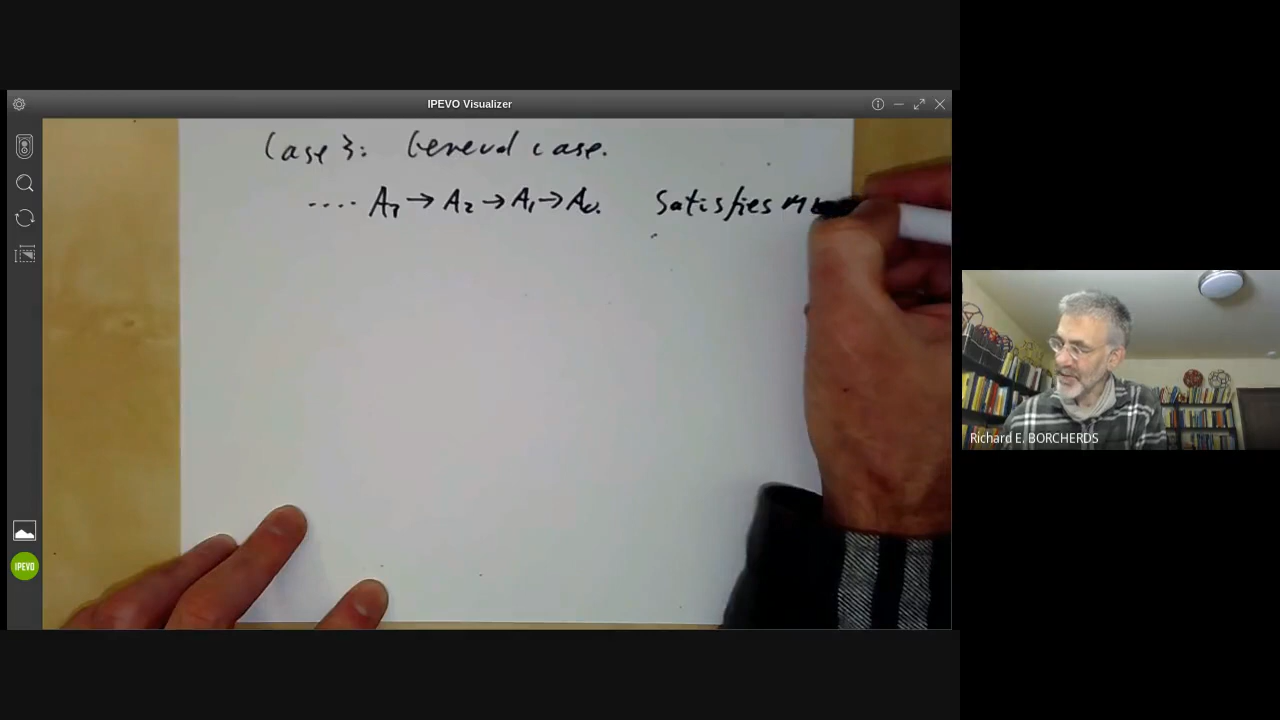 IPEVO Visualizer
Case 3: General case.
.... A₃ → A₂ → A₁ → A₀. Satisfies
IPEVO
Richard E. BORCHERDS